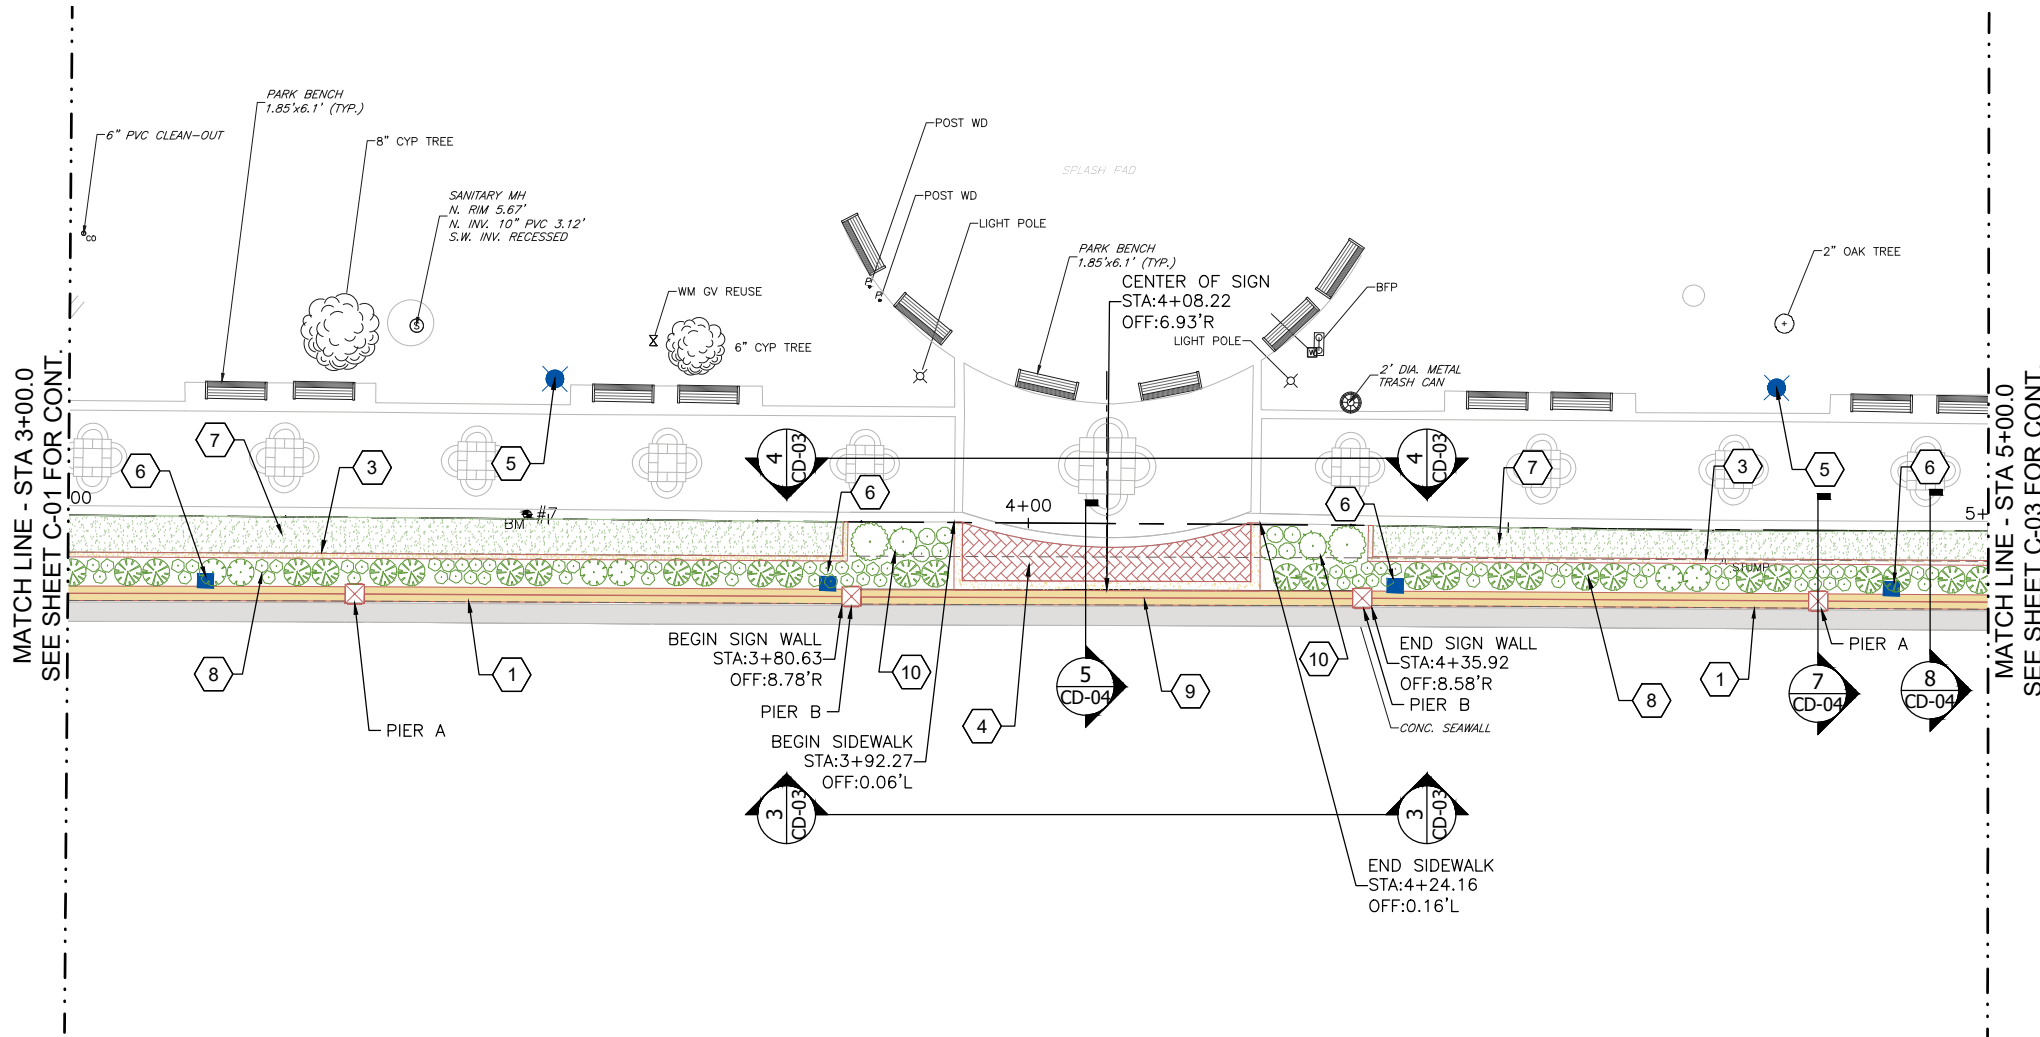 PARK BENCH
1.85'x6.1' (TYP.)
6" PVC CLEAN-OUT
8" CYP TREE
SANITARY MH
N. RIM 5.67'
N. INV. 10" PVC 3.12'
S.W. INV. RECESSED
CO
S
WM GV REUSE
6" CYP TREE
POST WD
POST WD
LIGHT POLE
P
P
SPLASH PAD
PARK BENCH
1.85'x6.1' (TYP.)
CENTER OF SIGN
STA:4+08.22
OFF:6.93'R
BFP
LIGHT POLE
W
2' DIA. METAL
TRASH CAN
2" OAK TREE
MATCH LINE - STA 3+00.0
SEE SHEET C-01 FOR CONT.
MATCH LINE - STA 5+00.0
SEE SHEET C-03 FOR CONT.
7
6
3
5
4
CD-03
6
4
CD-03
6
7
3
5
6
00
BM #7
4+00
5+
STUMP
8
1
PIER A
BEGIN SIGN WALL
STA:3+80.63
OFF:8.78'R
PIER B
10
BEGIN SIDEWALK
STA:3+92.27
OFF:0.06'L
4
5
CD-04
9
10
END SIGN WALL
STA:4+35.92
OFF:8.58'R
PIER B
CONC. SEAWALL
8
1
PIER A
7
CD-04
8
CD-04
3
CD-03
3
CD-03
END SIDEWALK
STA:4+24.16
OFF:0.16'L